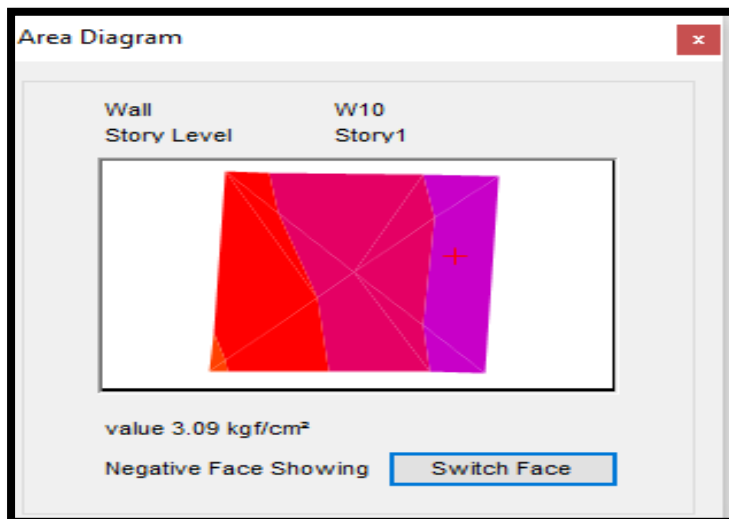 Area Diagram
x
Wall W10
Story Level Story1
value 3.09 kgf/cm²
Negative Face Showing Switch Face